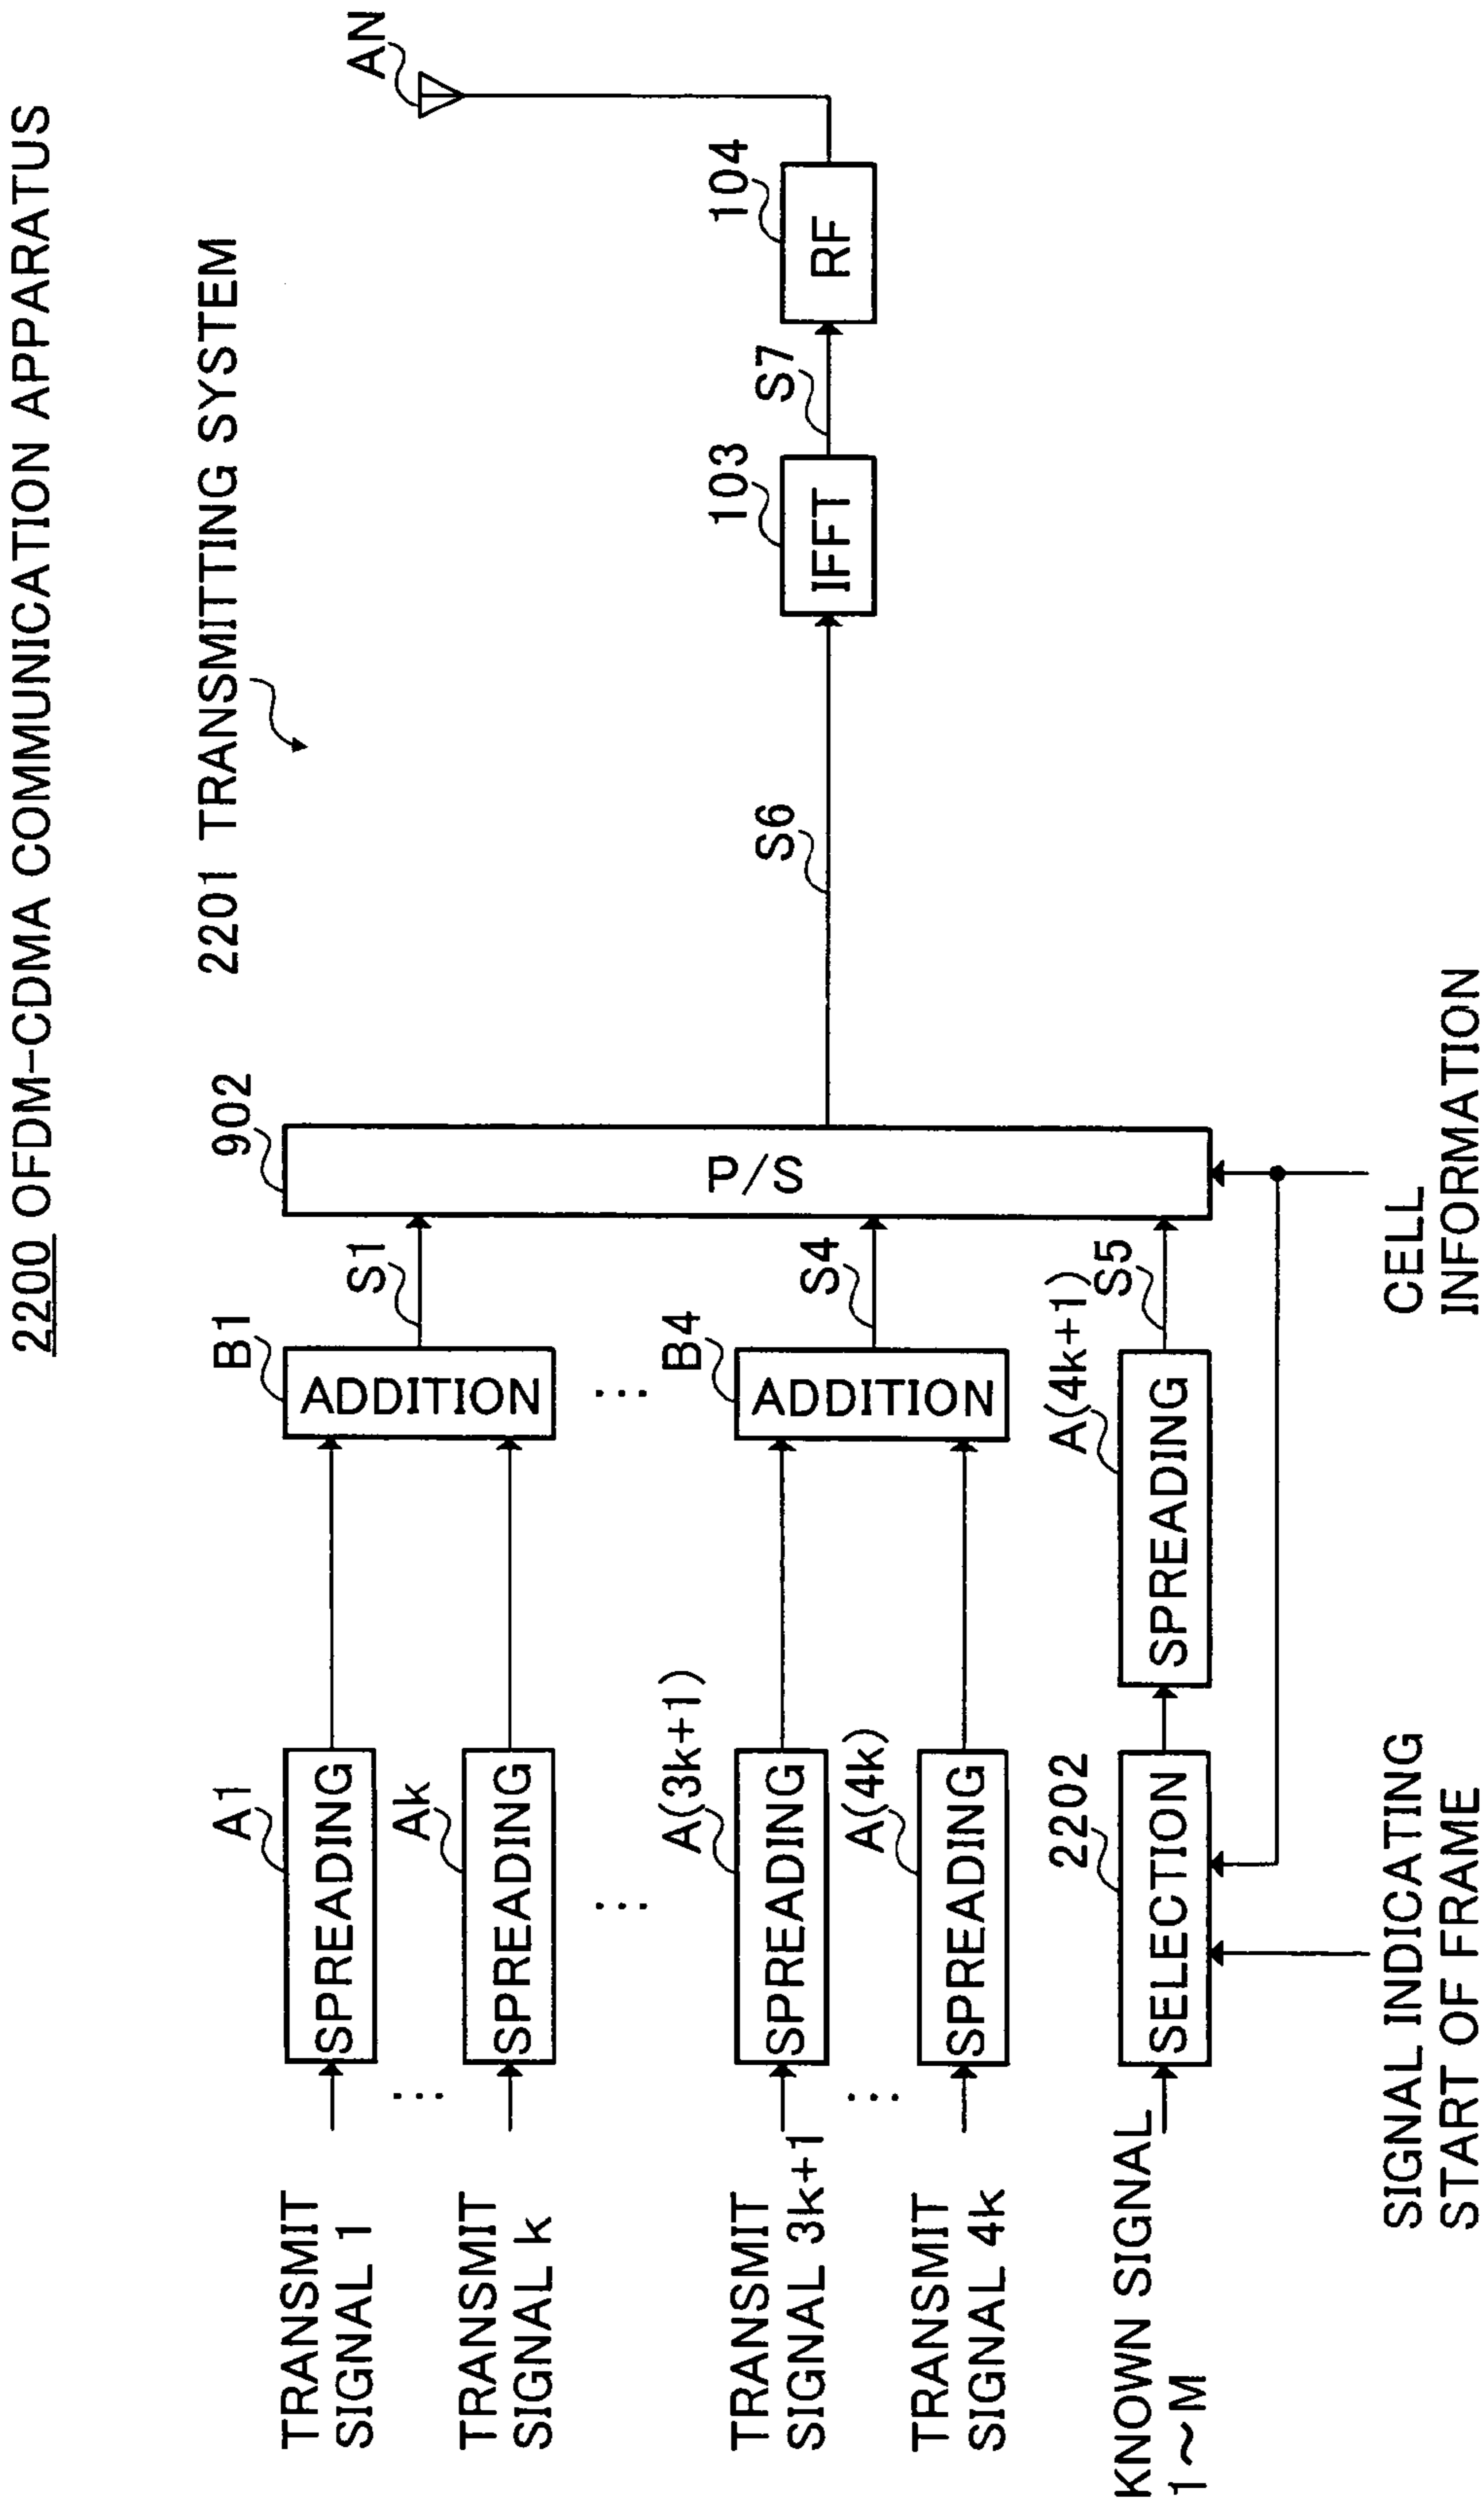 2200 OFDM-CDMA COMMUNICATION APPARATUS
2201 TRANSMITTING SYSTEM
TRANSMIT
SIGNAL 1
A1
SPREADING
B1
ADDITION
S1
902
P/S
AN
...
TRANSMIT
SIGNAL k
Ak
SPREADING
...
...
TRANSMIT
SIGNAL 3k+1
A(3k+1)
SPREADING
B4
ADDITION
S4
S6
103
IFFT
S7
104
RF
...
TRANSMIT
SIGNAL 4k
A(4k)
SPREADING
KNOWN SIGNAL
1~M
2202
SELECTION
A(4k+1)
SPREADING
S5
SIGNAL INDICATING
START OF FRAME
CELL
INFORMATION